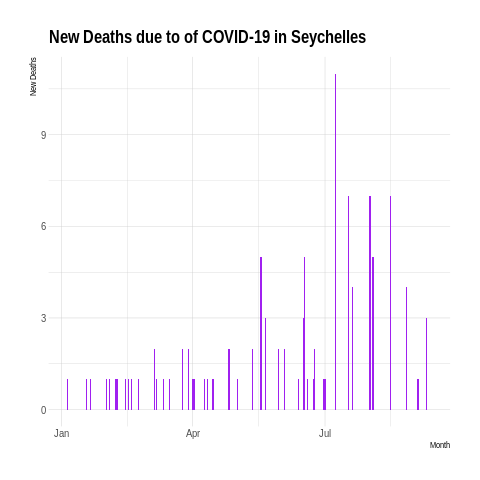 New Deaths due to of COVID-19 in Seychelles
New Deaths
9
6
3
0
Jan
Apr
Jul
Month